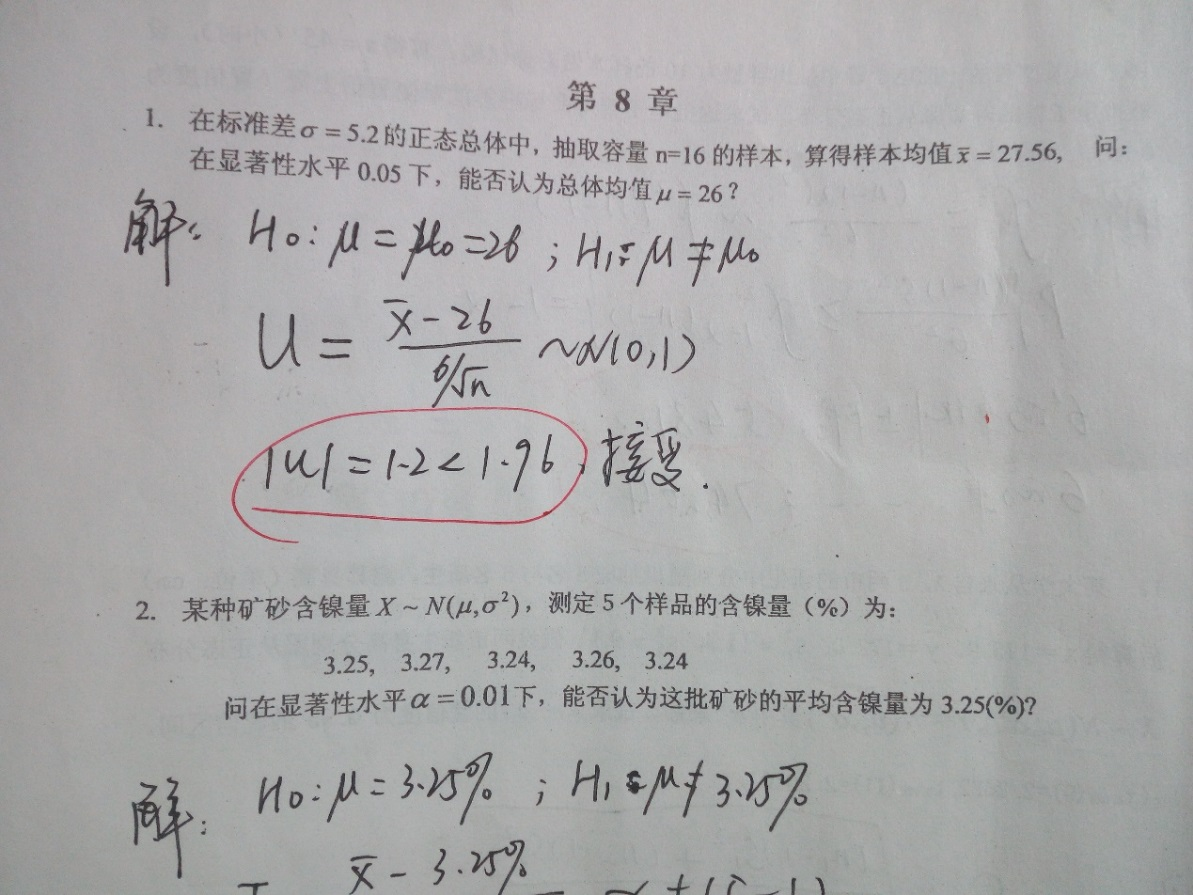 第 8 章
1. 在标准差σ = 5.2的正态总体中，抽取容量 n=16 的样本，算得样本均值x̄ = 27.56, 问：
在显著性水平 0.05 下，能否认为总体均值μ = 26？
解： H₀: μ = μ₀ = 26 ; H₁: μ ≠ μ₀
U = (x̄ - 26) / (σ/√n) ~ N(0,1)
|U| = 1.2 < 1.96，接受.
2. 某种矿砂含镍量 X ~ N(μ,σ²)，测定 5 个样品的含镍量（%）为：
3.25, 3.27, 3.24, 3.26, 3.24
问在显著性水平α = 0.01下，能否认为这批矿砂的平均含镍量为 3.25(%)?
解： H₀: μ = 3.25% ; H₁: μ ≠ 3.25%
x̄ - 3.25% ~ t(5-1)